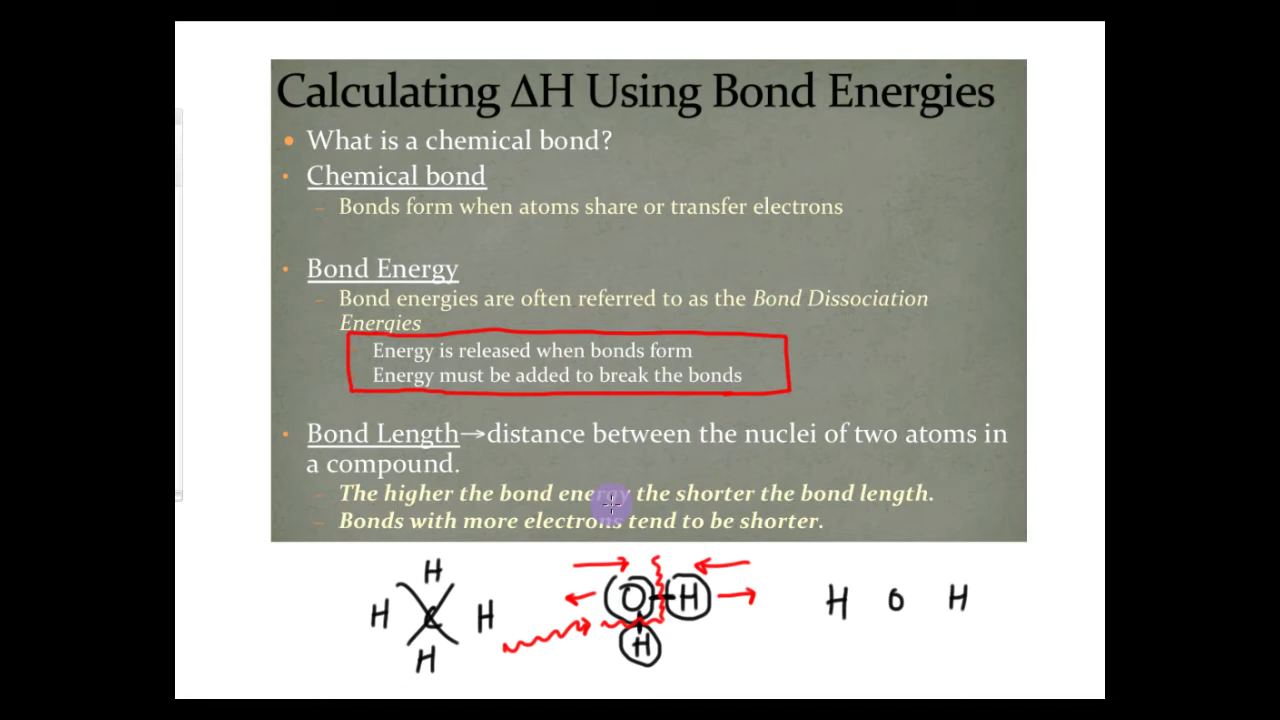 Calculating ΔH Using Bond Energies
• What is a chemical bond?
• Chemical bond
– Bonds form when atoms share or transfer electrons
• Bond Energy
– Bond energies are often referred to as the Bond Dissociation
Energies
Energy is released when bonds form
Energy must be added to break the bonds
• Bond Length→distance between the nuclei of two atoms in
a compound.
– The higher the bond energy the shorter the bond length.
– Bonds with more electrons tend to be shorter.
H
H C H
H
O H
H
H O H